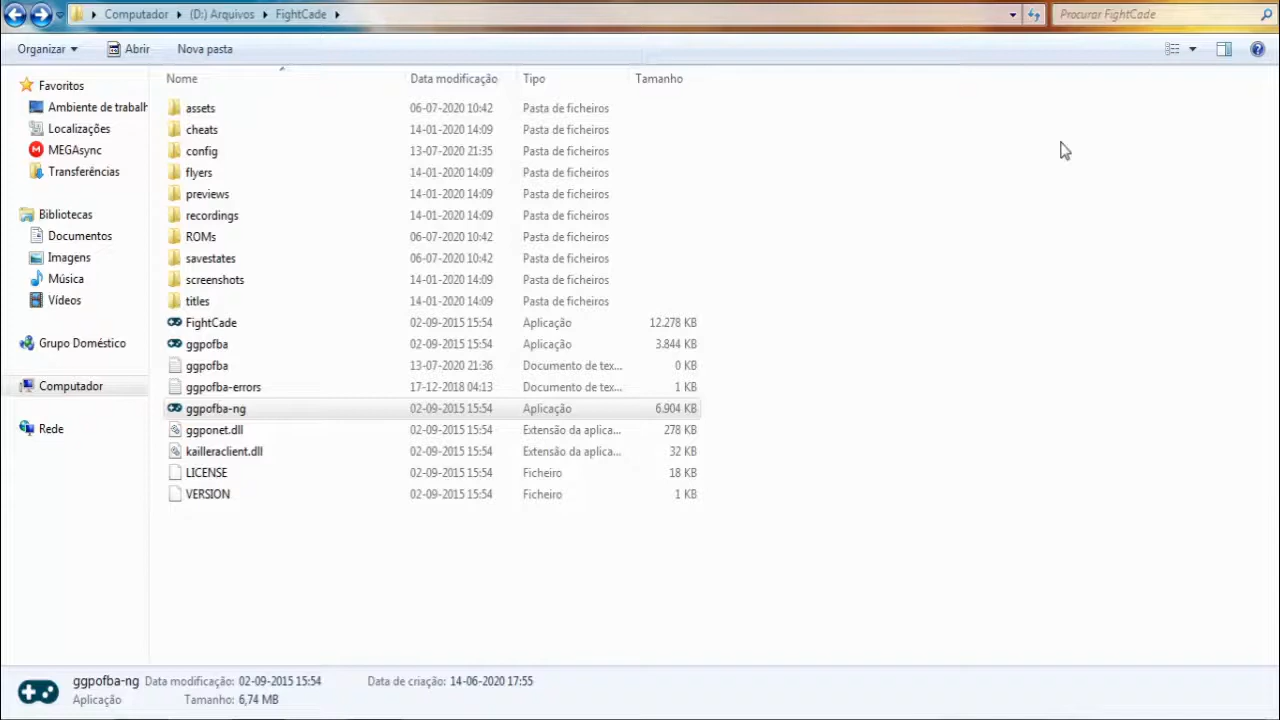 Computador ▸ (D:) Arquivos ▸ FightCade ▸
Procurar FightCade
Organizar Abrir Nova pasta
Nome Data modificação Tipo Tamanho
Favoritos
Ambiente de trabalh
Localizações
MEGAsync
Transferências
Bibliotecas
Documentos
Imagens
Música
Vídeos
Grupo Doméstico
Computador
Rede
assets 06-07-2020 10:42 Pasta de ficheiros
cheats 14-01-2020 14:09 Pasta de ficheiros
config 13-07-2020 21:35 Pasta de ficheiros
flyers 14-01-2020 14:09 Pasta de ficheiros
previews 14-01-2020 14:09 Pasta de ficheiros
recordings 14-01-2020 14:09 Pasta de ficheiros
ROMs 06-07-2020 10:42 Pasta de ficheiros
savestates 06-07-2020 10:42 Pasta de ficheiros
screenshots 14-01-2020 14:09 Pasta de ficheiros
titles 14-01-2020 14:09 Pasta de ficheiros
FightCade 02-09-2015 15:54 Aplicação 12.278 KB
ggpofba 02-09-2015 15:54 Aplicação 3.844 KB
ggpofba 13-07-2020 21:36 Documento de tex... 0 KB
ggpofba-errors 17-12-2018 04:13 Documento de tex... 1 KB
ggpofba-ng 02-09-2015 15:54 Aplicação 6.904 KB
ggponet.dll 02-09-2015 15:54 Extensão da aplica... 278 KB
kailleraclient.dll 02-09-2015 15:54 Extensão da aplica... 32 KB
LICENSE 02-09-2015 15:54 Ficheiro 18 KB
VERSION 02-09-2015 15:54 Ficheiro 1 KB
ggpofba-ng Data modificação: 02-09-2015 15:54 Data de criação: 14-06-2020 17:55
Aplicação Tamanho: 6,74 MB